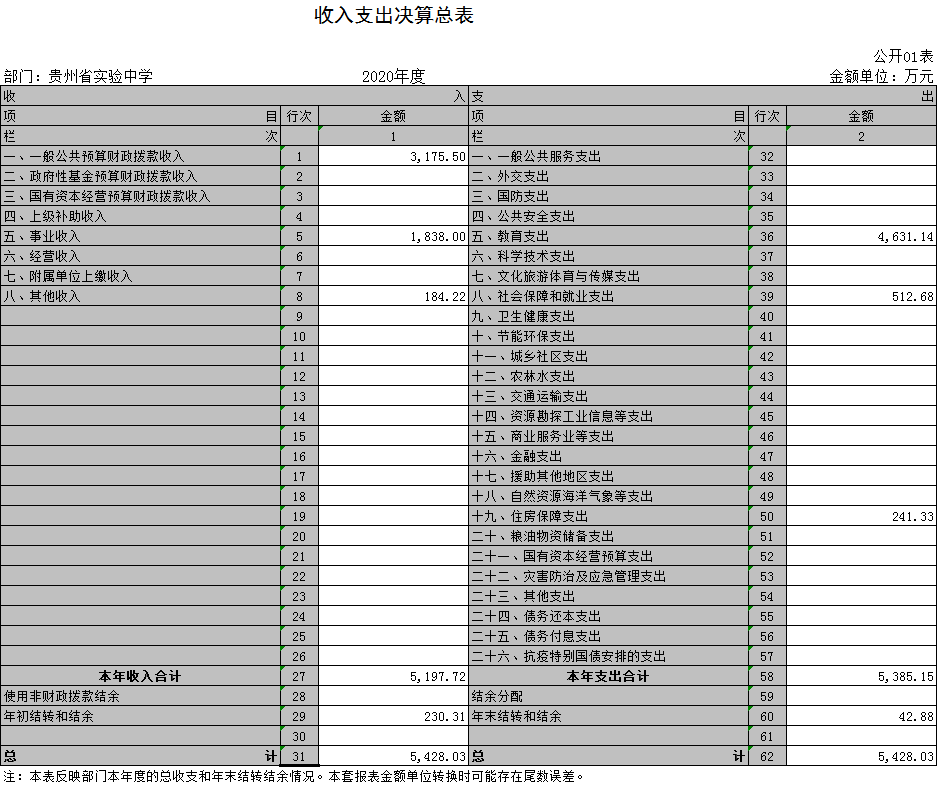 收入支出决算总表
公开01表
部门：贵州省实验中学 2020年度 金额单位：万元
收 入 支 出
项 目 行次 金额 项 目 行次 金额
栏 次 1 栏 次 2
一、一般公共预算财政拨款收入 1 3,175.50 一、一般公共服务支出 32
二、政府性基金预算财政拨款收入 2 二、外交支出 33
三、国有资本经营预算财政拨款收入 3 三、国防支出 34
四、上级补助收入 4 四、公共安全支出 35
五、事业收入 5 1,838.00 五、教育支出 36 4,631.14
六、经营收入 6 六、科学技术支出 37
七、附属单位上缴收入 7 七、文化旅游体育与传媒支出 38
八、其他收入 8 184.22 八、社会保障和就业支出 39 512.68
9 九、卫生健康支出 40
10 十、节能环保支出 41
11 十一、城乡社区支出 42
12 十二、农林水支出 43
13 十三、交通运输支出 44
14 十四、资源勘探工业信息等支出 45
15 十五、商业服务业等支出 46
16 十六、金融支出 47
17 十七、援助其他地区支出 48
18 十八、自然资源海洋气象等支出 49
19 十九、住房保障支出 50 241.33
20 二十、粮油物资储备支出 51
21 二十一、国有资本经营预算支出 52
22 二十二、灾害防治及应急管理支出 53
23 二十三、其他支出 54
24 二十四、债务还本支出 55
25 二十五、债务付息支出 56
26 二十六、抗疫特别国债安排的支出 57
本年收入合计 27 5,197.72 本年支出合计 58 5,385.15
使用非财政拨款结余 28 结余分配 59
年初结转和结余 29 230.31 年末结转和结余 60 42.88
30 61
总 计 31 5,428.03 总 计 62 5,428.03
注：本表反映部门本年度的总收支和年末结转结余情况。本套报表金额单位转换时可能存在尾数误差。